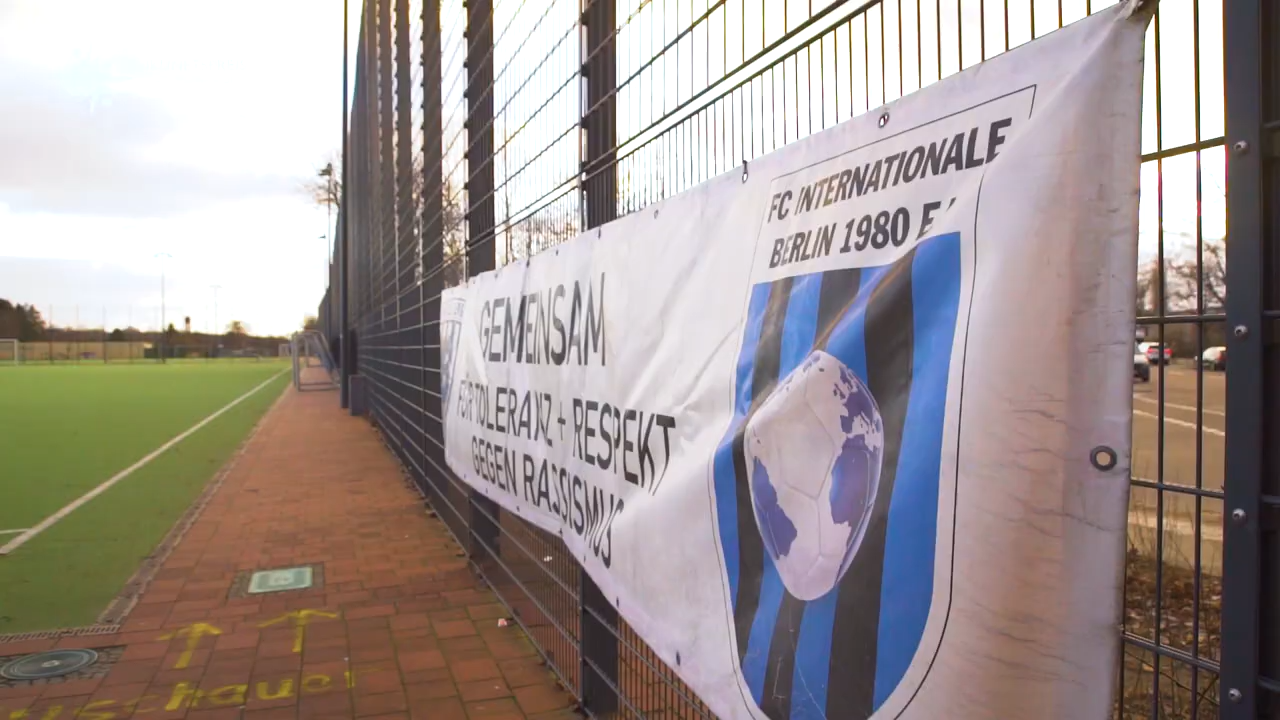 GEMEINSAM
FÜR TOLERANZ + RESPEKT
GEGEN RASSISMUS
FC INTERNATIONALE
BERLIN 1980